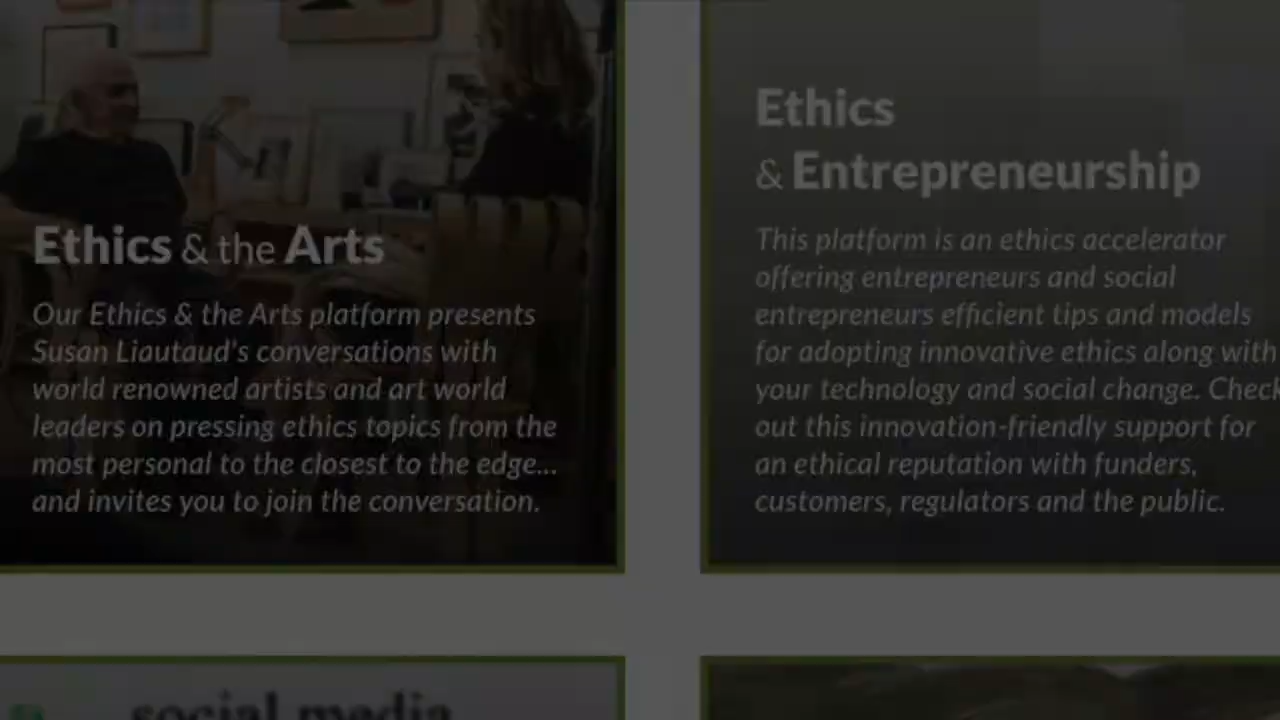 Ethics & the Arts
Our Ethics & the Arts platform presents
Susan Liautaud's conversations with
world renowned artists and art world
leaders on pressing ethics topics from the
most personal to the closest to the edge...
and invites you to join the conversation.
Ethics
& Entrepreneurship
This platform is an ethics accelerator
offering entrepreneurs and social
entrepreneurs efficient tips and models
for adopting innovative ethics along with
your technology and social change. Check
out this innovation-friendly support for
an ethical reputation with funders,
customers, regulators and the public.
social media